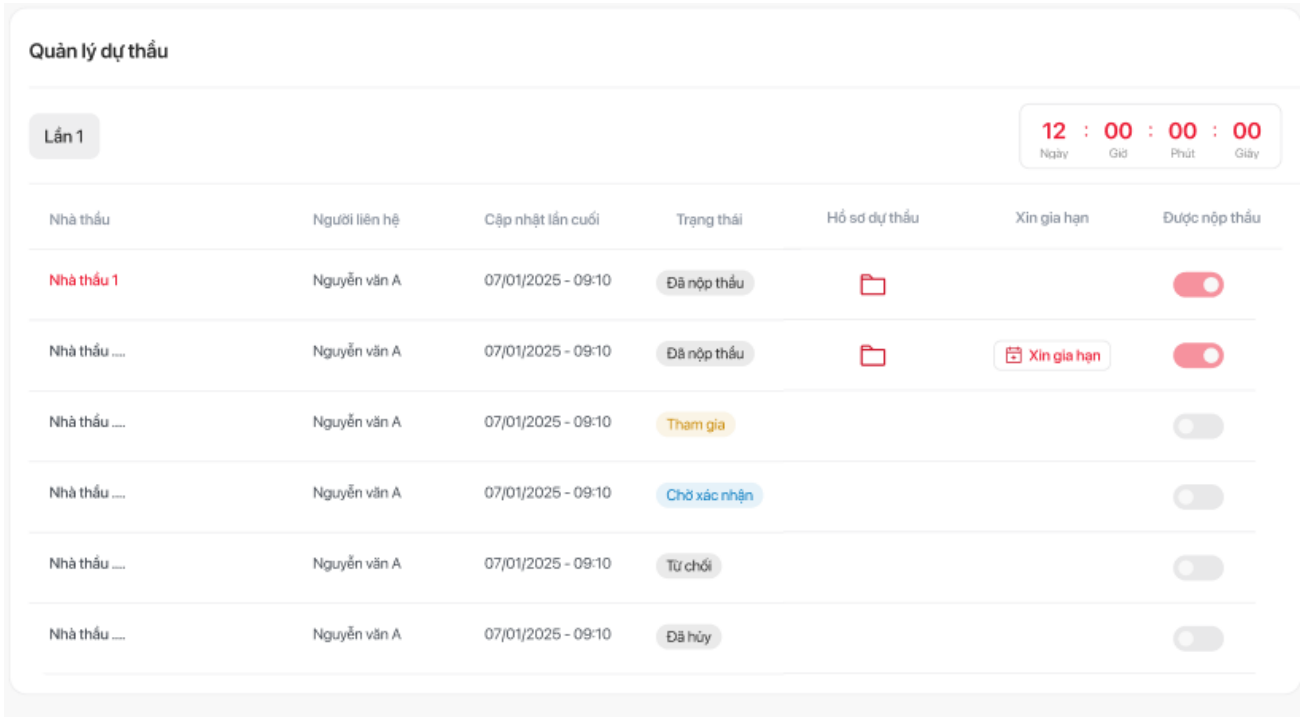 Quản lý dự thầu
Lần 1
12 : 00 : 00 : 00
Ngày Giờ Phút Giây
Nhà thầu Người liên hệ Cập nhật lần cuối Trạng thái Hồ sơ dự thầu Xin gia hạn Được nộp thầu
Nhà thầu 1 Nguyễn văn A 07/01/2025 - 09:10 Đã nộp thầu
Nhà thầu .... Nguyễn văn A 07/01/2025 - 09:10 Đã nộp thầu Xin gia hạn
Nhà thầu .... Nguyễn văn A 07/01/2025 - 09:10 Tham gia
Nhà thầu .... Nguyễn văn A 07/01/2025 - 09:10 Chờ xác nhận
Nhà thầu .... Nguyễn văn A 07/01/2025 - 09:10 Từ chối
Nhà thầu .... Nguyễn văn A 07/01/2025 - 09:10 Đã hủy